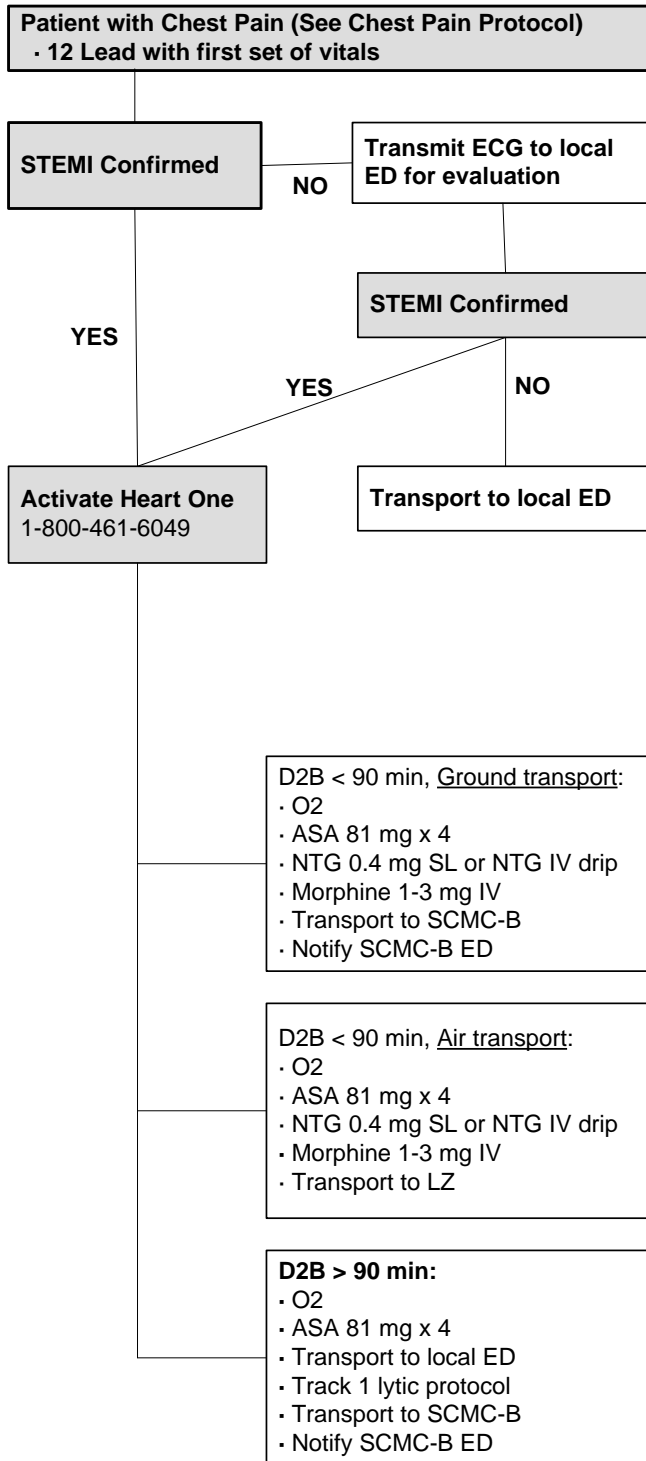 Patient with Chest Pain (See Chest Pain Protocol)
· 12 Lead with first set of vitals
STEMI Confirmed
NO
Transmit ECG to local
ED for evaluation
STEMI Confirmed
YES
YES
NO
Activate Heart One
1-800-461-6049
Transport to local ED
D2B < 90 min, Ground transport:
· O2
· ASA 81 mg x 4
· NTG 0.4 mg SL or NTG IV drip
· Morphine 1-3 mg IV
· Transport to SCMC-B
· Notify SCMC-B ED
D2B < 90 min, Air transport:
· O2
· ASA 81 mg x 4
· NTG 0.4 mg SL or NTG IV drip
· Morphine 1-3 mg IV
· Transport to LZ
D2B > 90 min:
· O2
· ASA 81 mg x 4
· Transport to local ED
· Track 1 lytic protocol
· Transport to SCMC-B
· Notify SCMC-B ED